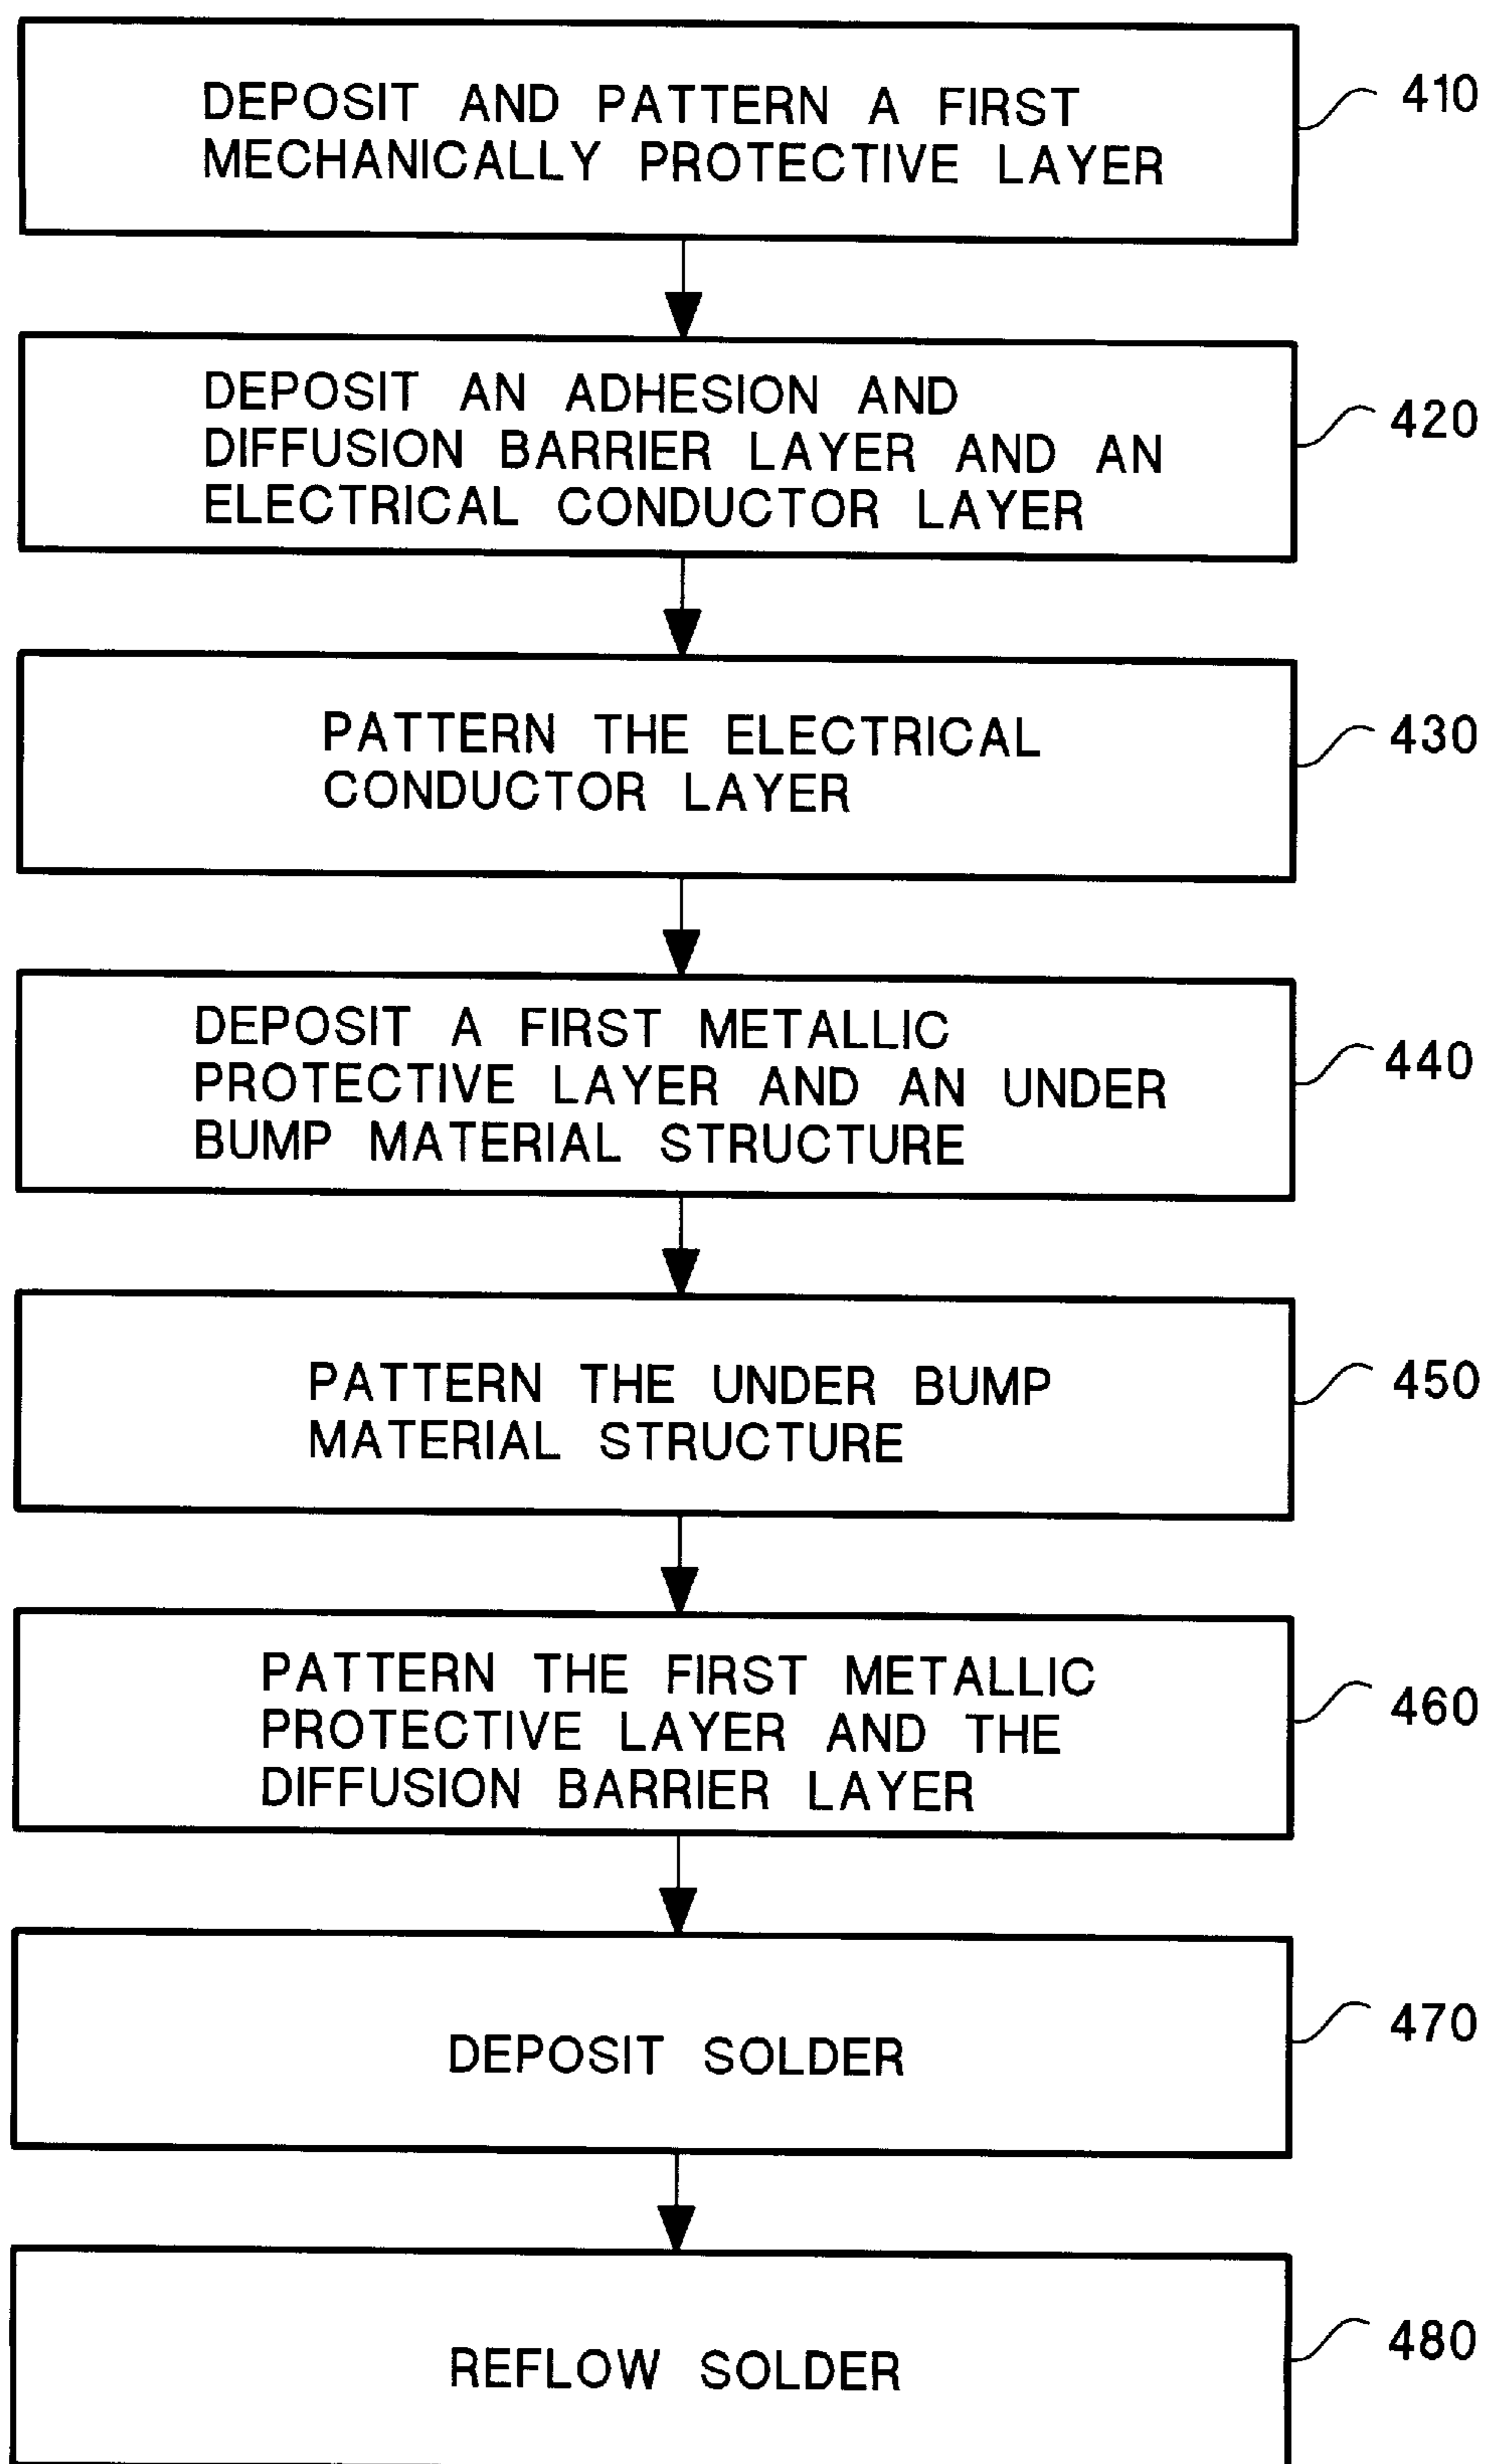 DEPOSIT AND PATTERN A FIRST
MECHANICALLY PROTECTIVE LAYER
410
DEPOSIT AN ADHESION AND
DIFFUSION BARRIER LAYER AND AN
ELECTRICAL CONDUCTOR LAYER
420
PATTERN THE ELECTRICAL
CONDUCTOR LAYER
430
DEPOSIT A FIRST METALLIC
PROTECTIVE LAYER AND AN UNDER
BUMP MATERIAL STRUCTURE
440
PATTERN THE UNDER BUMP
MATERIAL STRUCTURE
450
PATTERN THE FIRST METALLIC
PROTECTIVE LAYER AND THE
DIFFUSION BARRIER LAYER
460
DEPOSIT SOLDER
470
REFLOW SOLDER
480